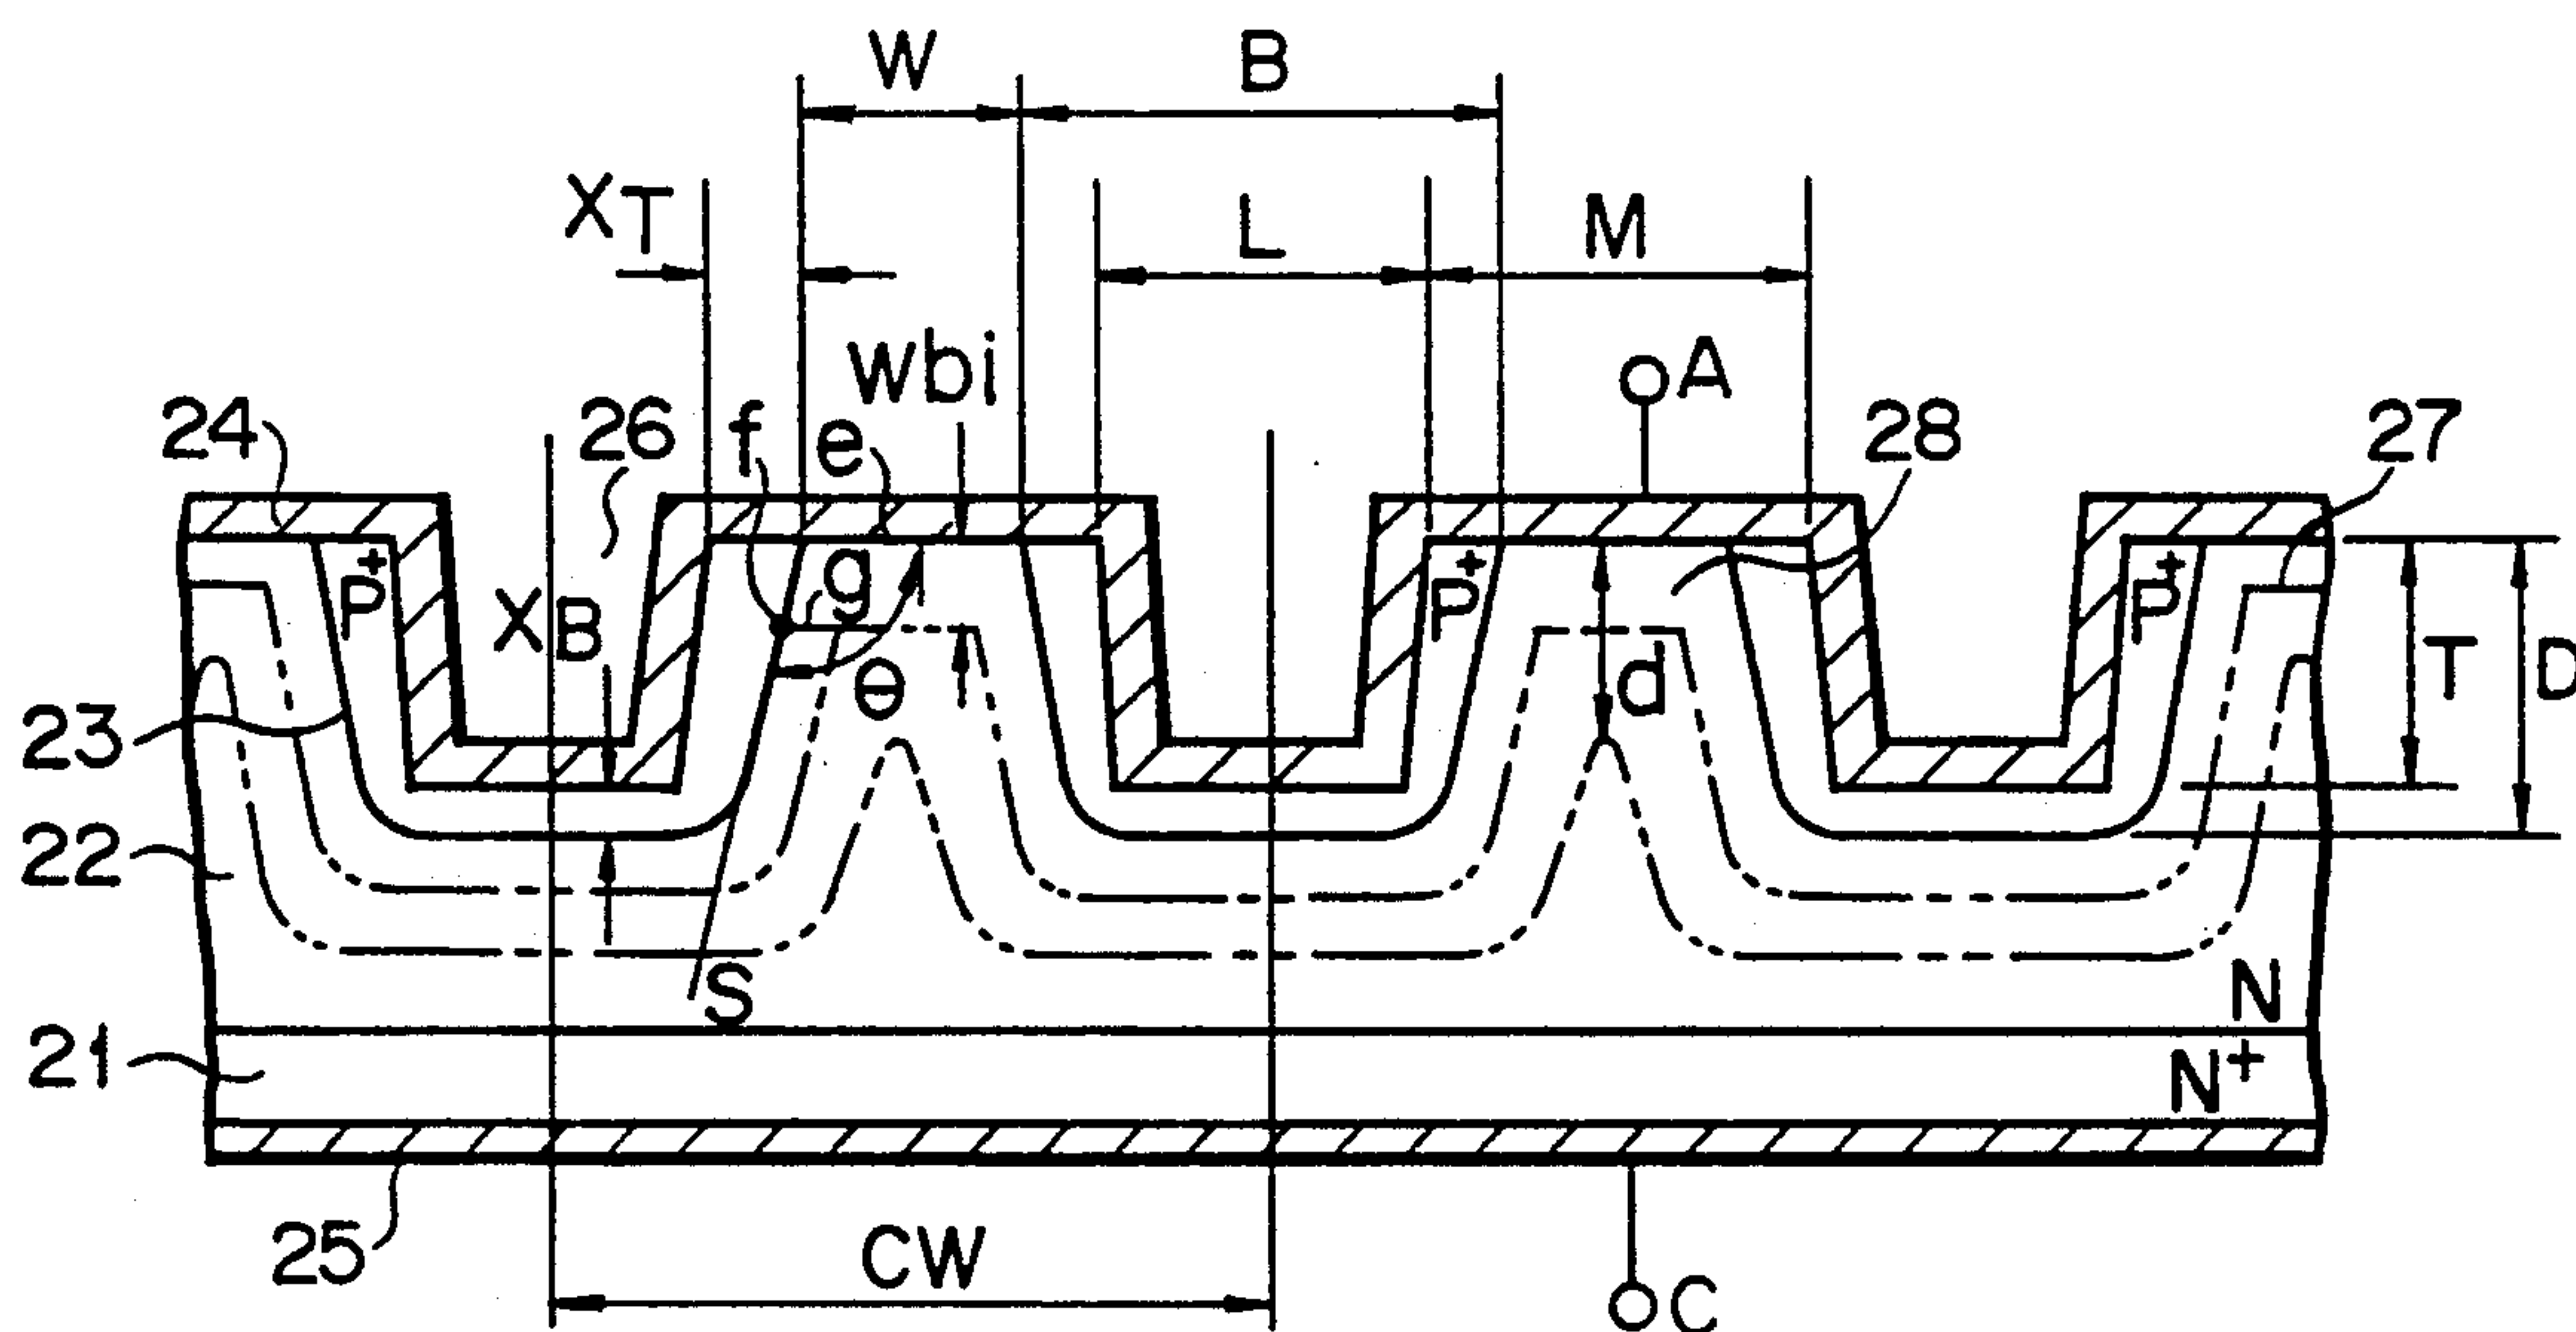 W B
XT L M
Wbi A
24 26 f e 28 27
P+ g P+ P+
XB θ d T D
23
22
S N
21 N+
25 CW C